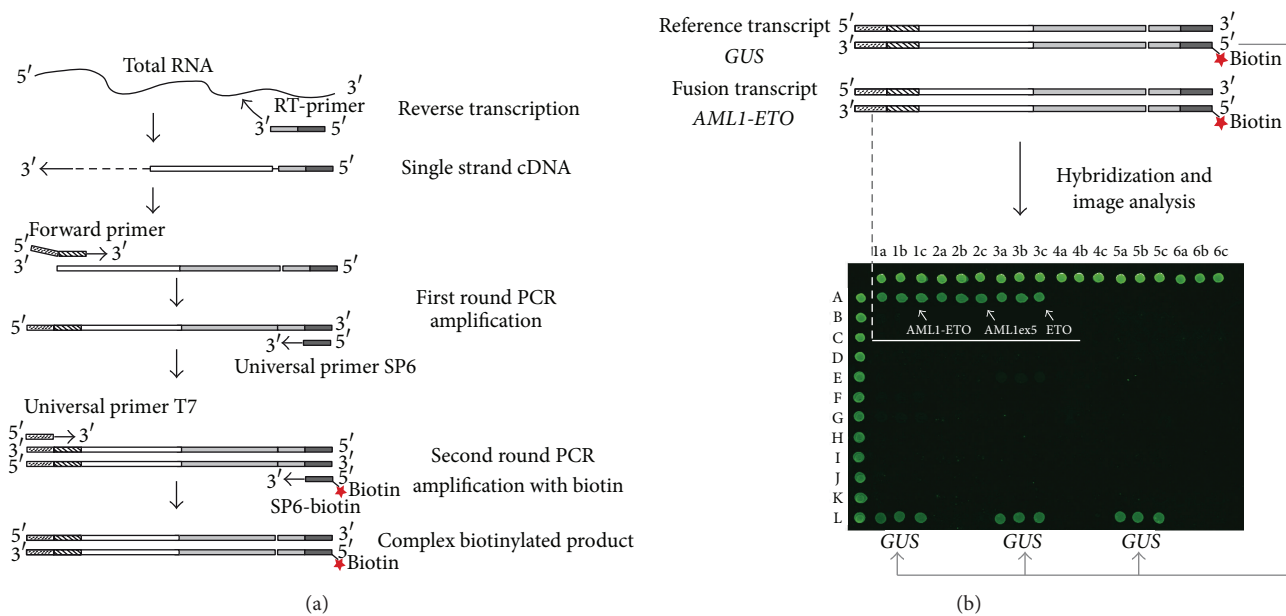 5′
Total RNA
3′
RT-primer
3′
5′
Reverse transcription
3′
5′
Single strand cDNA
Forward primer
5′
3′
3′
5′
First round PCR
amplification
5′
3′
3′
5′
Universal primer SP6
Universal primer T7
5′
3′
3′
5′
5′
3′
Second round PCR
amplification with biotin
3′
5′
Biotin
SP6-biotin
5′
3′
3′
5′
Complex biotinylated product
Biotin
(a)
Reference transcript
GUS
5′
3′
3′
5′
Biotin
Fusion transcript
AML1-ETO
5′
3′
3′
5′
Biotin
Hybridization and
image analysis
1a 1b 1c 2a 2b 2c 3a 3b 3c 4a 4b 4c 5a 5b 5c 6a 6b 6c
A
AML1-ETO AML1ex5 ETO
B
C
D
E
F
G
H
I
J
K
L
GUS GUS GUS
(b)